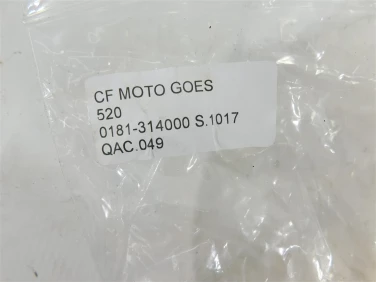 CF MOTO GOES
520
0181-314000 S.1017
QAC.049